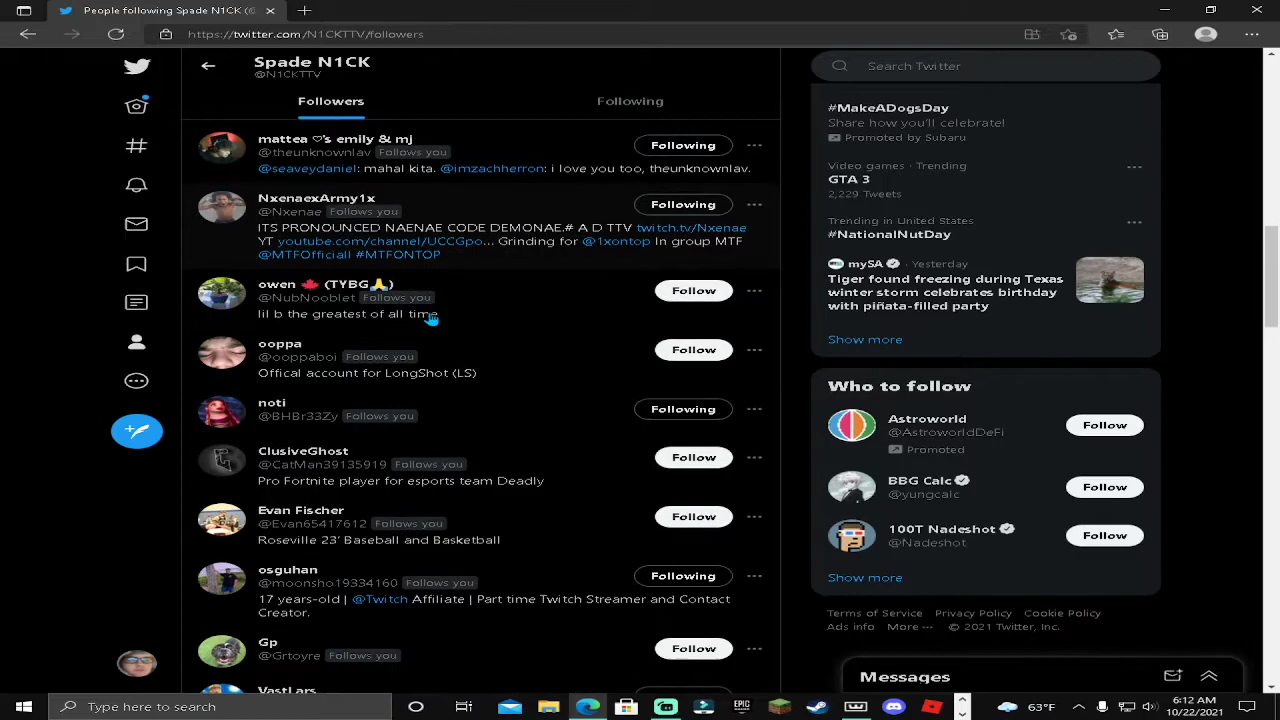 People following Spade N1CK (@
https://twitter.com/N1CKTTV/followers
Spade N1CK
@N1CKTTV
Search Twitter
Followers
Following
mattea ♡'s emily & mj
@theunknownlav Follows you
Following
@seaveydaniel: mahal kita. @imzachherron: i love you too, theunknownlav.
NxenaexArmy1x
@Nxenae Follows you
Following
ITS PRONOUNCED NAENAE CODE DEMONAE.# A D TTV twitch.tv/Nxenae
YT youtube.com/channel/UCCGpo... Grinding for @1xontop In group MTF
@MTFOfficiall #MTFONTOP
owen 🍁 (TYBG🙏)
@NubNooblet Follows you
Follow
lil b the greatest of all time
ooppa
@ooppaboi Follows you
Follow
Offical account for LongShot (LS)
noti
@BHBr33Zy Follows you
Following
ClusiveGhost
@CatMan39135919 Follows you
Follow
Pro Fortnite player for esports team Deadly
Evan Fischer
@Evan65417612 Follows you
Follow
Roseville 23' Baseball and Basketball
osguhan
@moonsho19334160 Follows you
Following
17 years-old | @Twitch Affiliate | Part time Twitch Streamer and Contact
Creator.
Gp
@Grtoyre Follows you
Follow
VastLars
#MakeADogsDay
Share how you'll celebrate!
Promoted by Subaru
Video games · Trending
GTA 3
2,229 Tweets
Trending in United States
#NationalNutDay
mySA · Yesterday
Tiger found freezing during Texas
winter storm celebrates birthday
with piñata-filled party
Show more
Who to follow
Astroworld
@AstroworldDeFi
Promoted
Follow
BBG Calc
@yungcalc
Follow
100T Nadeshot
@Nadeshot
Follow
Show more
Terms of Service Privacy Policy Cookie Policy
Ads info More ··· © 2021 Twitter, Inc.
Messages
Type here to search
EPIC
63°F
6:12 AM
10/22/2021